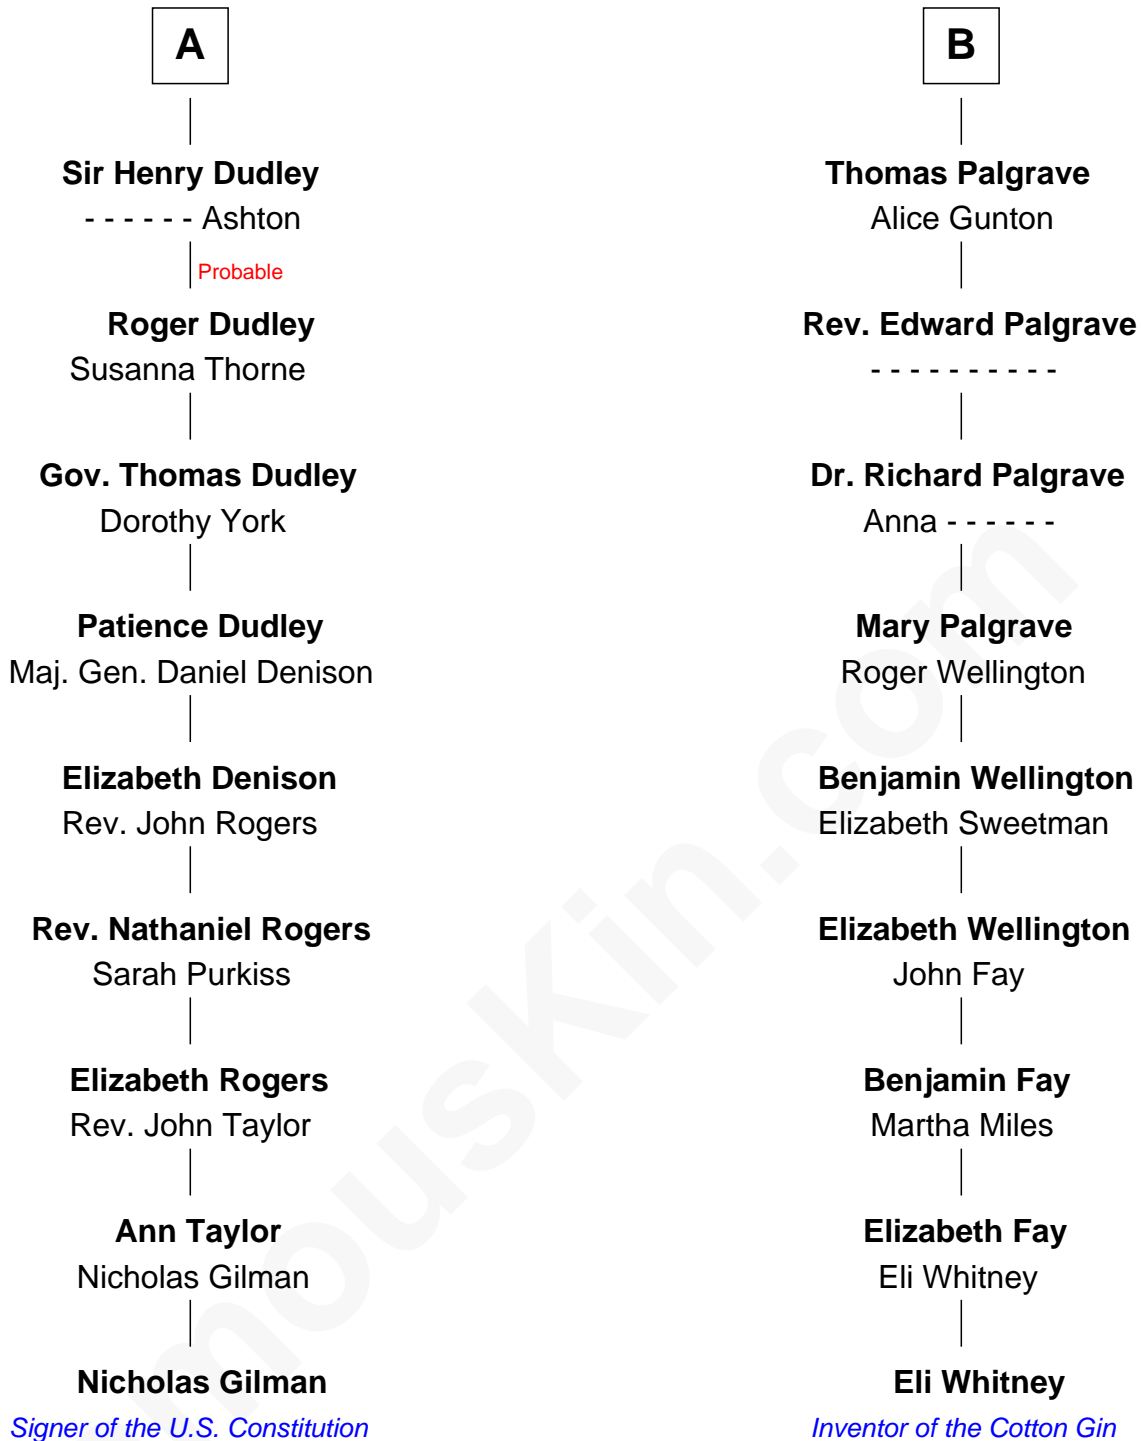 A
Sir Henry Dudley
- - - - - - Ashton
Probable
Roger Dudley
Susanna Thorne
Gov. Thomas Dudley
Dorothy York
Patience Dudley
Maj. Gen. Daniel Denison
Elizabeth Denison
Rev. John Rogers
Rev. Nathaniel Rogers
Sarah Purkiss
Elizabeth Rogers
Rev. John Taylor
Ann Taylor
Nicholas Gilman
Nicholas Gilman
Signer of the U.S. Constitution
B
Thomas Palgrave
Alice Gunton
Rev. Edward Palgrave
- - - - - - - - - -
Dr. Richard Palgrave
Anna - - - - - -
Mary Palgrave
Roger Wellington
Benjamin Wellington
Elizabeth Sweetman
Elizabeth Wellington
John Fay
Benjamin Fay
Martha Miles
Elizabeth Fay
Eli Whitney
Eli Whitney
Inventor of the Cotton Gin
mousKin.com